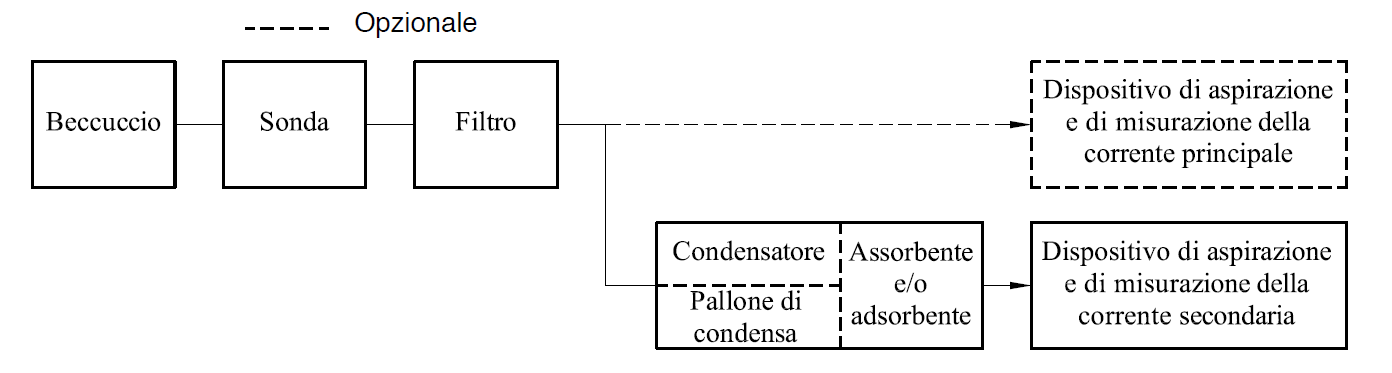 Opzionale
Beccuccio
Sonda
Filtro
Dispositivo di aspirazione
e di misurazione della
corrente principale
Condensatore
Pallone di
condensa
Assorbente
e/o
adsorbente
Dispositivo di aspirazione
e di misurazione della
corrente secondaria